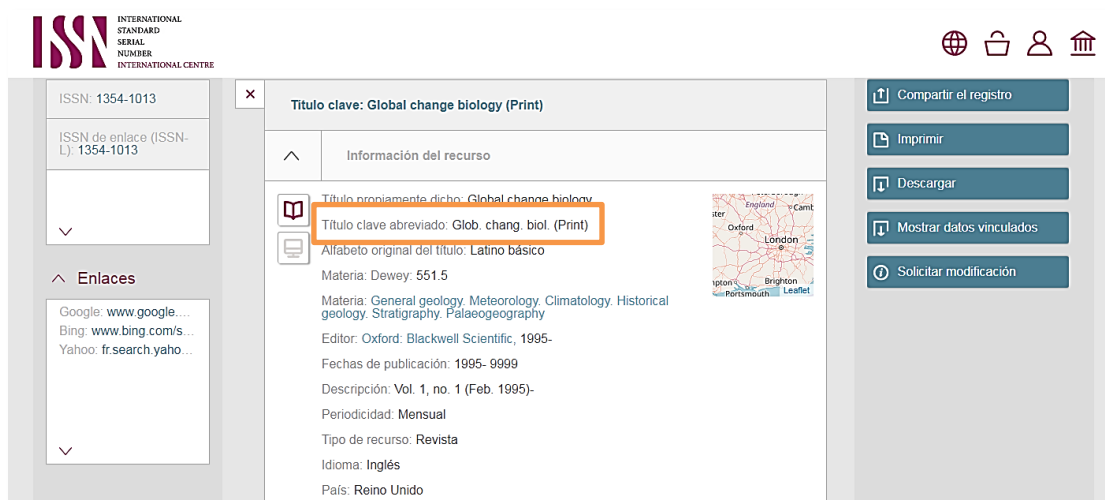 ISSN
INTERNATIONAL
STANDARD
SERIAL
NUMBER
INTERNATIONAL CENTRE
ISSN: 1354-1013
ISSN de enlace (ISSN-
L): 1354-1013
Enlaces
Google: www.google....
Bing: www.bing.com/s...
Yahoo: fr.search.yaho...
Título clave: Global change biology (Print)
Información del recurso
Título propiamente dicho: Global change biology
Título clave abreviado: Glob. chang. biol. (Print)
Alfabeto original del título: Latino básico
Materia: Dewey: 551.5
Materia: General geology. Meteorology. Climatology. Historical
geology. Stratigraphy. Palaeogeography
Editor: Oxford: Blackwell Scientific, 1995-
Fechas de publicación: 1995- 9999
Descripción: Vol. 1, no. 1 (Feb. 1995)-
Periodicidad: Mensual
Tipo de recurso: Revista
Idioma: Inglés
País: Reino Unido
England
Camb
Oxford
London
Brighton
Portsmouth
Leaflet
Compartir el registro
Imprimir
Descargar
Mostrar datos vinculados
Solicitar modificación